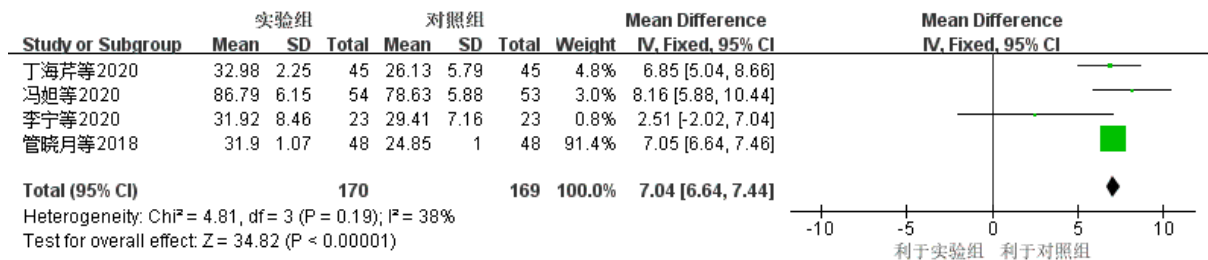 实验组 对照组 Mean Difference Mean Difference
Study or Subgroup Mean SD Total Mean SD Total Weight IV, Fixed, 95% CI IV, Fixed, 95% CI
丁海芹等2020 32.98 2.25 45 26.13 5.79 45 4.8% 6.85 [5.04, 8.66]
冯妲等2020 86.79 6.15 54 78.63 5.88 53 3.0% 8.16 [5.88, 10.44]
李宁等2020 31.92 8.46 23 29.41 7.16 23 0.8% 2.51 [-2.02, 7.04]
管晓月等2018 31.9 1.07 48 24.85 1 48 91.4% 7.05 [6.64, 7.46]
Total (95% CI) 170 169 100.0% 7.04 [6.64, 7.44]
Heterogeneity: Chi² = 4.81, df = 3 (P = 0.19); I² = 38%
Test for overall effect: Z = 34.82 (P < 0.00001)
-10 -5 0 5 10
利于实验组 利于对照组